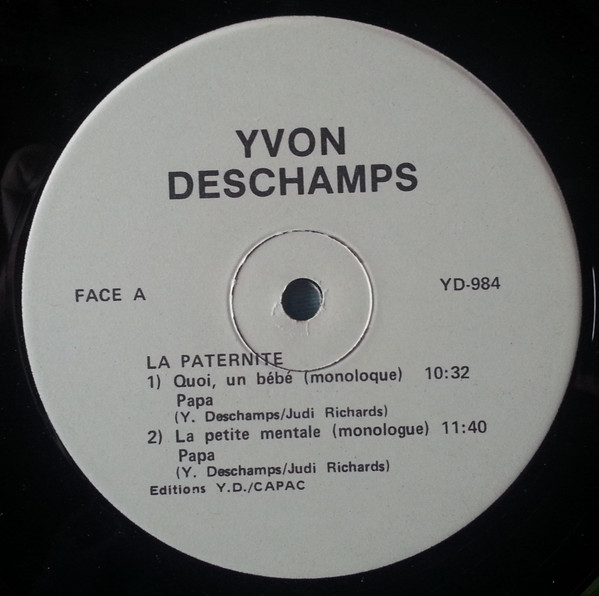 YVON
DESCHAMPS
FACE A
YD-984
LA PATERNITE
1) Quoi, un bébé (monoloque) 10:32
Papa
(Y. Deschamps/Judi Richards)
2) La petite mentale (monologue) 11:40
Papa
(Y. Deschamps/Judi Richards)
Editions Y.D./CAPAC